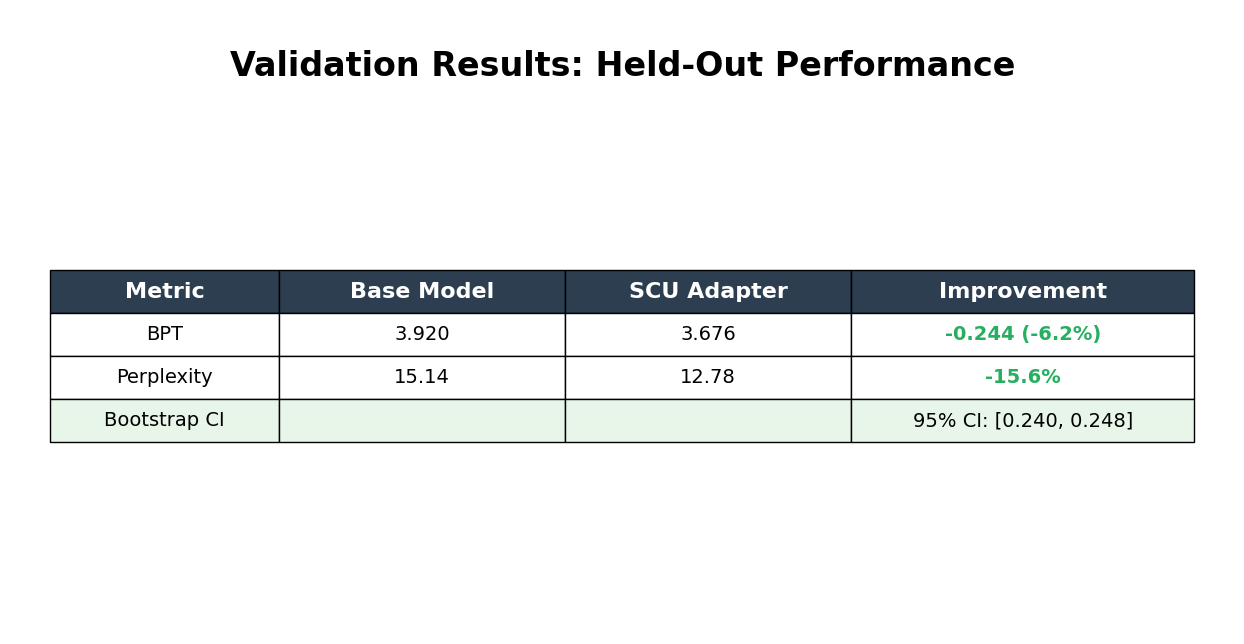 Validation Results: Held-Out Performance
Metric Base Model SCU Adapter Improvement
BPT 3.920 3.676 -0.244 (-6.2%)
Perplexity 15.14 12.78 -15.6%
Bootstrap CI 95% CI: [0.240, 0.248]